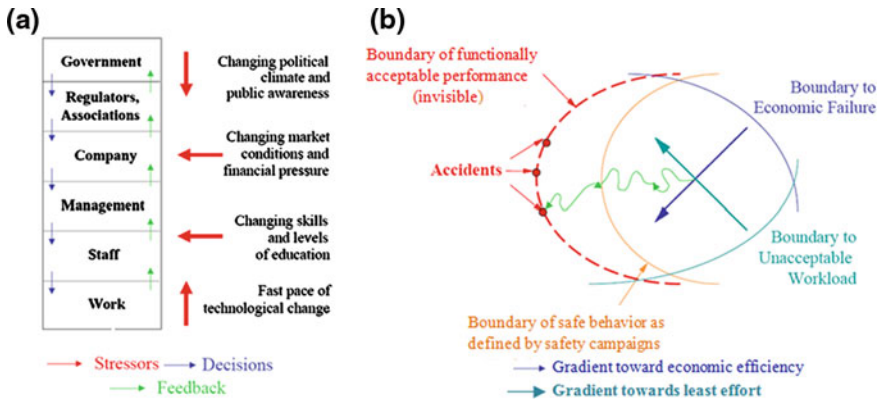 (a)
Government
Regulators,
Associations
Company
Management
Staff
Work
Changing political
climate and
public awareness
Changing market
conditions and
financial pressure
Changing skills
and levels
of education
Fast pace of
technological change
Stressors
Decisions
Feedback
(b)
Boundary of functionally
acceptable performance
(invisible)
Boundary to
Economic Failure
Accidents
Boundary to
Unacceptable
Workload
Boundary of safe behavior as
defined by safety campaigns
Gradient toward economic efficiency
Gradient towards least effort